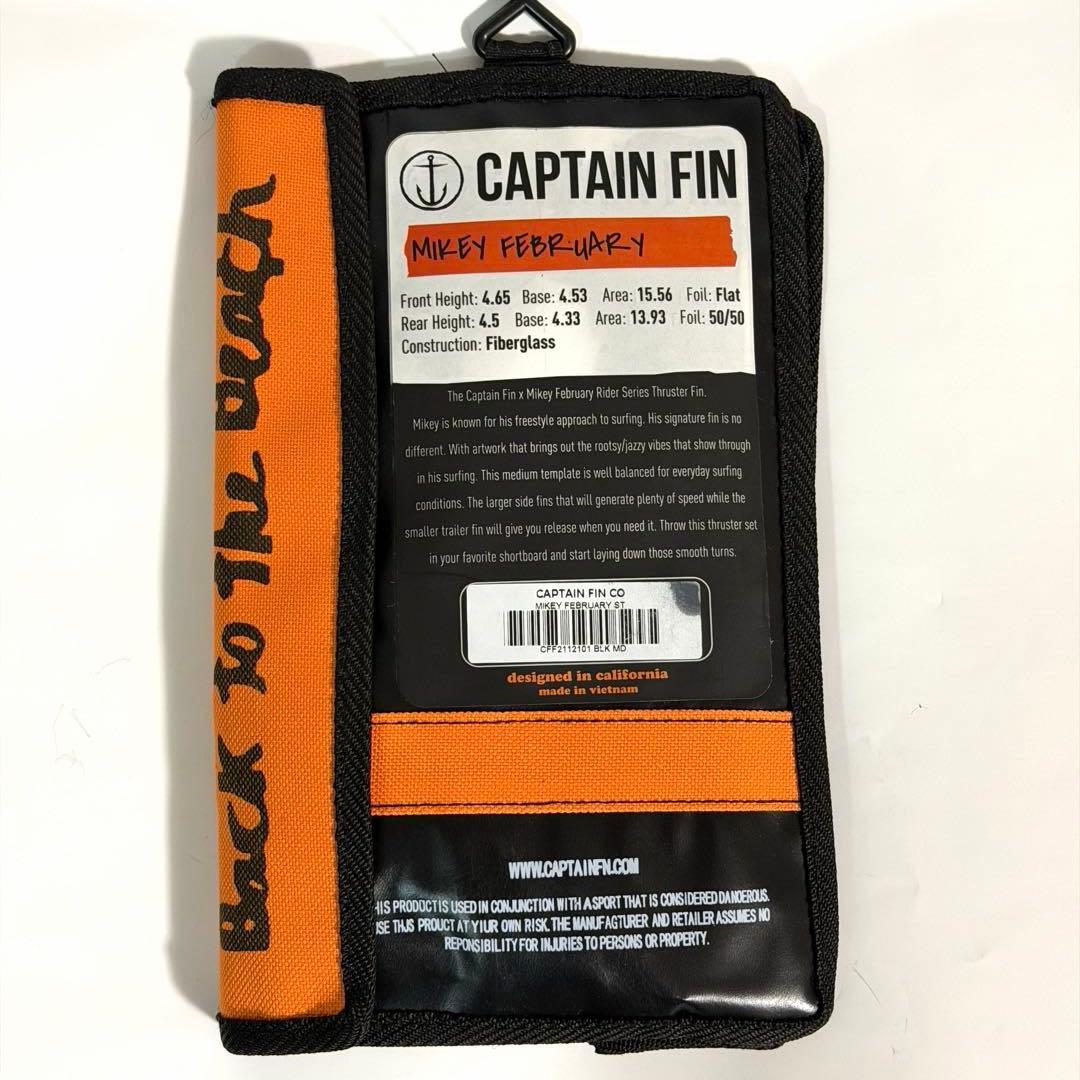 Back To The Beach
CAPTAIN FIN
MIKEY FEBRUARY
Front Height: 4.65 Base: 4.53 Area: 15.56 Foil: Flat
Rear Height: 4.5 Base: 4.33 Area: 13.93 Foil: 50/50
Construction: Fiberglass
The Captain Fin x Mikey February Rider Series Thruster Fin.
Mikey is known for his freestyle approach to surfing. His signature fin is no
different. With artwork that brings out the rootsy/jazzy vibes that show through
in his surfing. This medium template is well balanced for everyday surfing
conditions. The larger side fins that will generate plenty of speed while the
smaller trailer fin will give you release when you need it. Throw this thruster set
in your favorite shortboard and start laying down those smooth turns.
CAPTAIN FIN CO
MIKEY FEBRUARY ST
CFF2112101 BLK MD
designed in california
made in vietnam
WWW.CAPTAINFN.COM
HIS PRODUCT IS USED IN CONJUNCTION WITH A SPORT THAT IS CONSIDERED DANGEROUS.
SE THJS PROUCT AT YIUR OWN RISK. THE MANUFAGTURER AND RETAILER ASSUMES NO
REPONSIBILITY FOR INJURIES TO PERSONS OR PROPERTY.